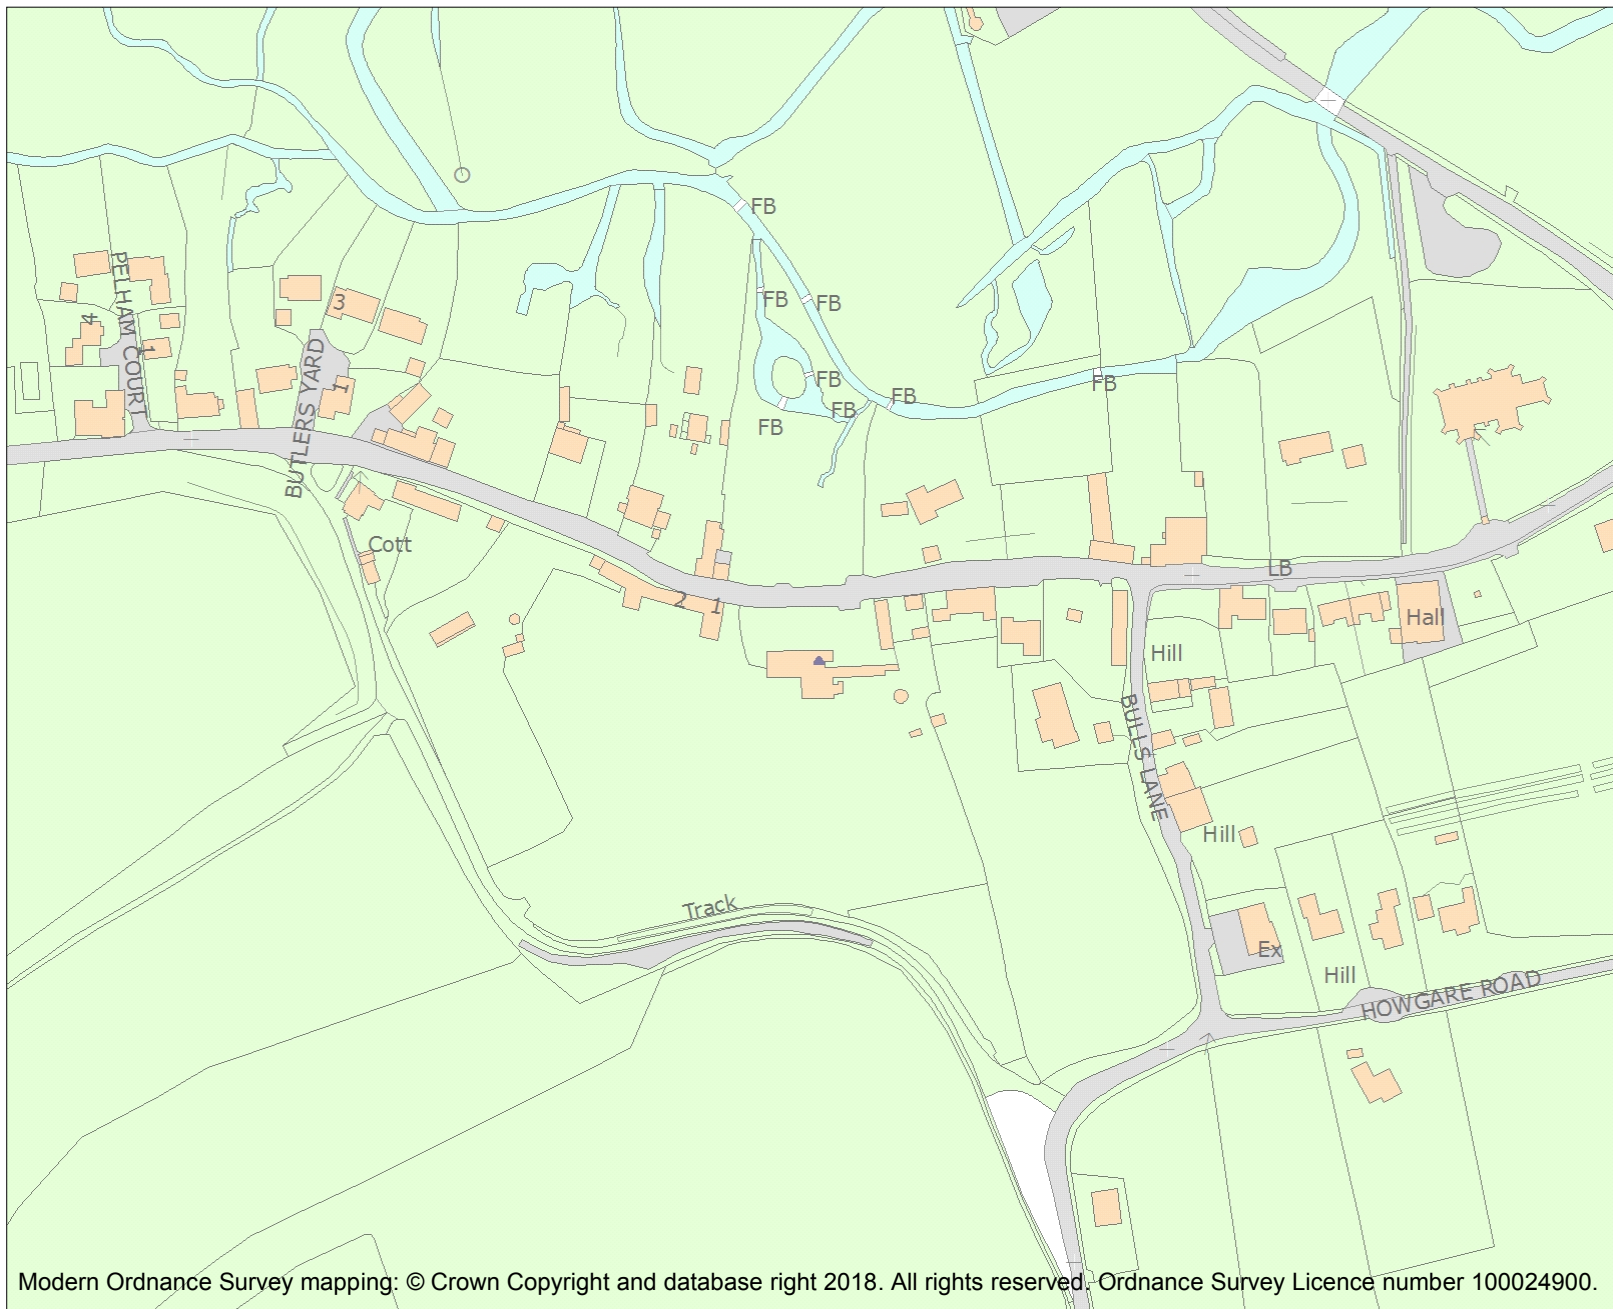 FB
PELHAM COURT
FB
FB
3
4
1
BUTLERS YARD
1
FB
FB
FB
FB
FB
Cott
LB
2
1
Hall
Hill
BULLS LANE
Hill
Track
Ex
Hill
HOWGARE ROAD
Modern Ordnance Survey mapping: © Crown Copyright and database right 2018. All rights reserved. Ordnance Survey Licence number 100024900.